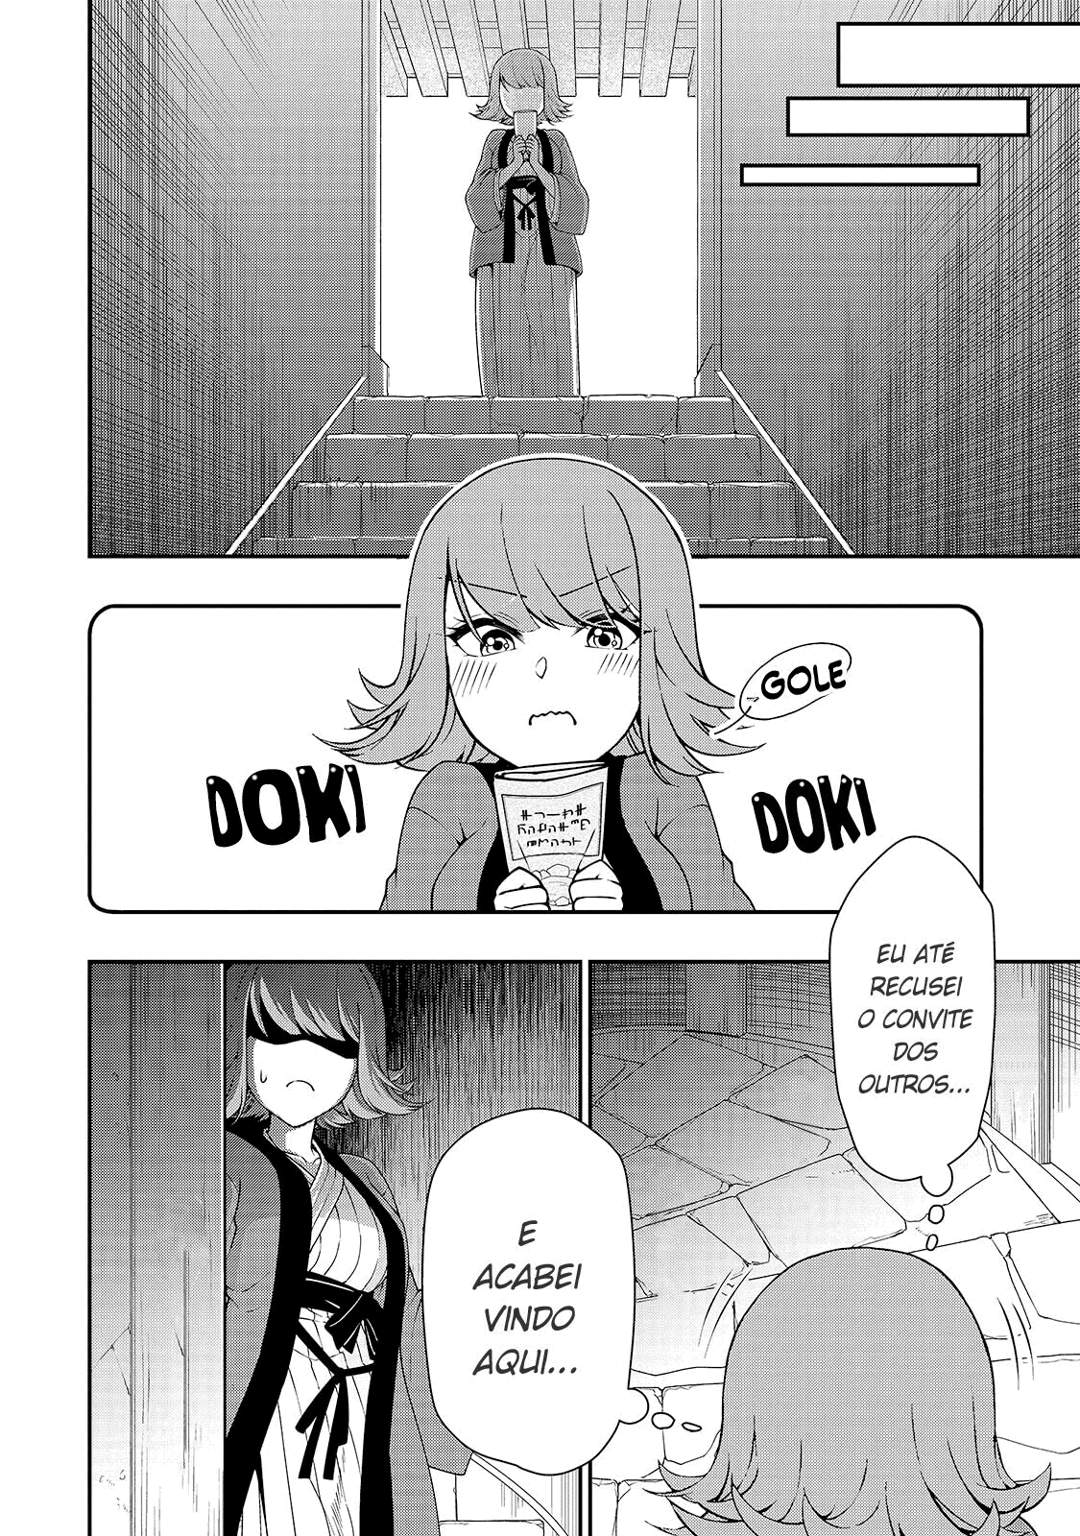 GOLE
DOKI
DOKI
EU ATÉ
RECUSEI
O CONVITE
DOS
OUTROS...
E
ACABEI
VINDO
AQUI...